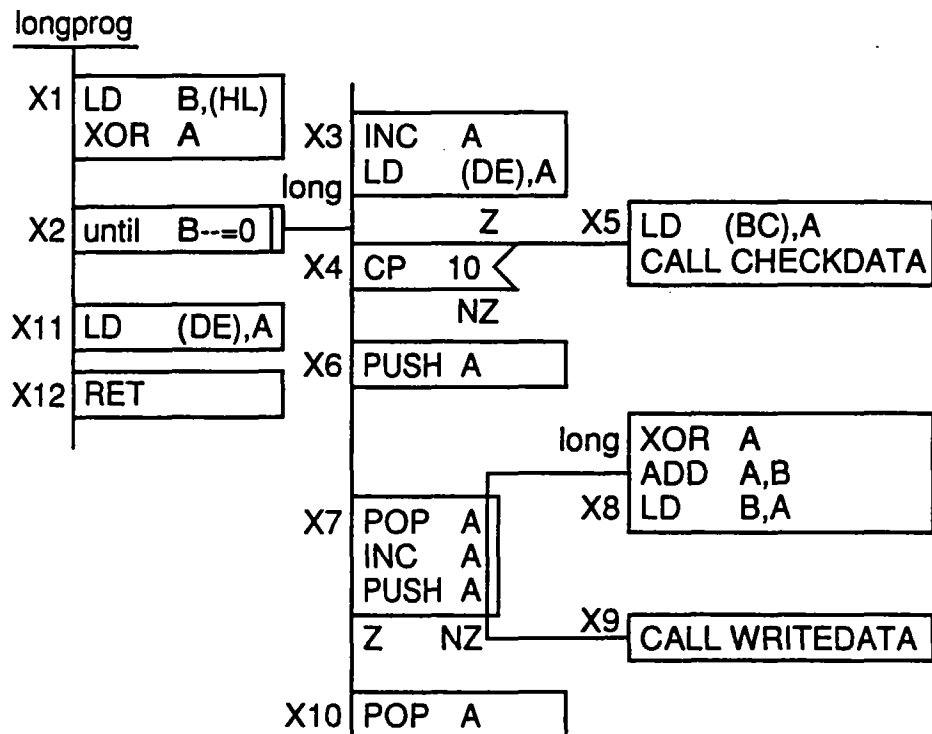 longprog
X1 LD B,(HL)
XOR A
X2 until B--=0
X11 LD (DE),A
X12 RET
long
X3 INC A
LD (DE),A
Z
X4 CP 10
NZ
X5 LD (BC),A
CALL CHECKDATA
X6 PUSH A
X7 POP A
INC A
PUSH A
Z NZ
long XOR A
ADD A,B
X8 LD B,A
X9 CALL WRITEDATA
X10 POP A